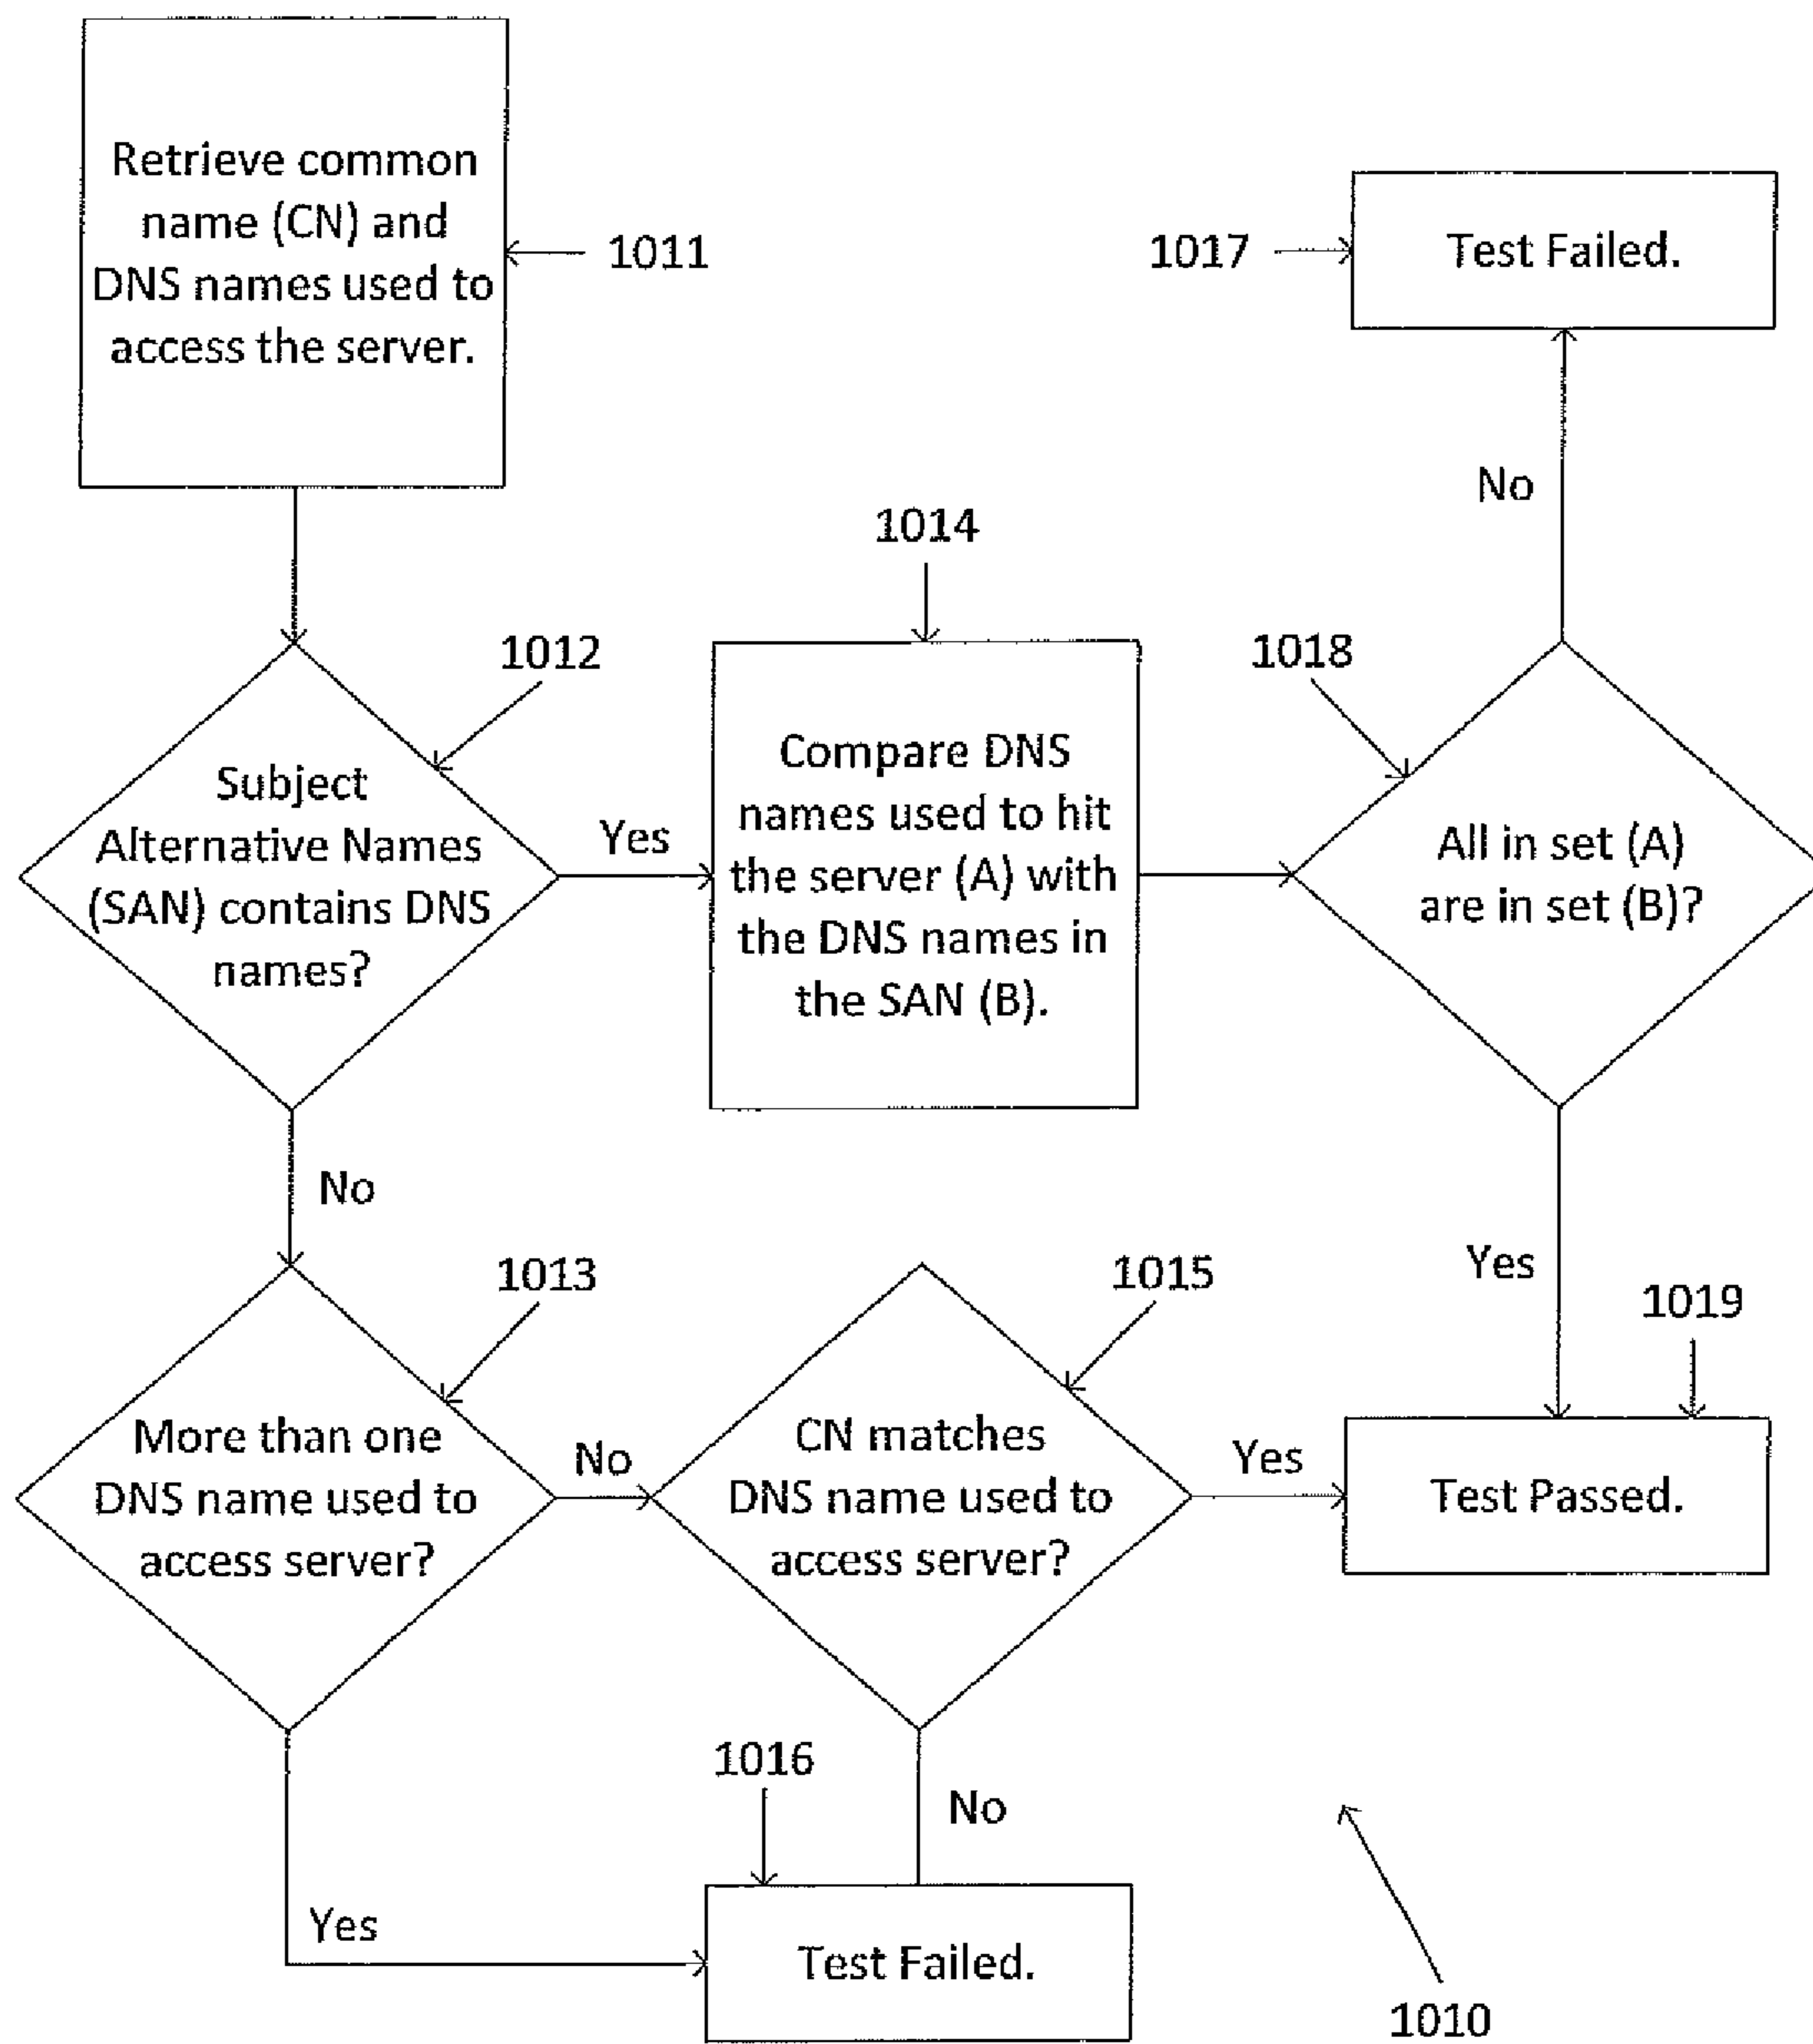 Retrieve common
name (CN) and
DNS names used to
access the server.
1011
1017
Test Failed.
No
1014
1012
1018
Subject
Alternative Names
(SAN) contains DNS
names?
Yes
Compare DNS
names used to hit
the server (A) with
the DNS names in
the SAN (B).
All in set (A)
are in set (B)?
No
Yes
1013
1015
1019
More than one
DNS name used to
access server?
No
CN matches
DNS name used to
access server?
Yes
Test Passed.
1016
No
Yes
Test Failed.
1010